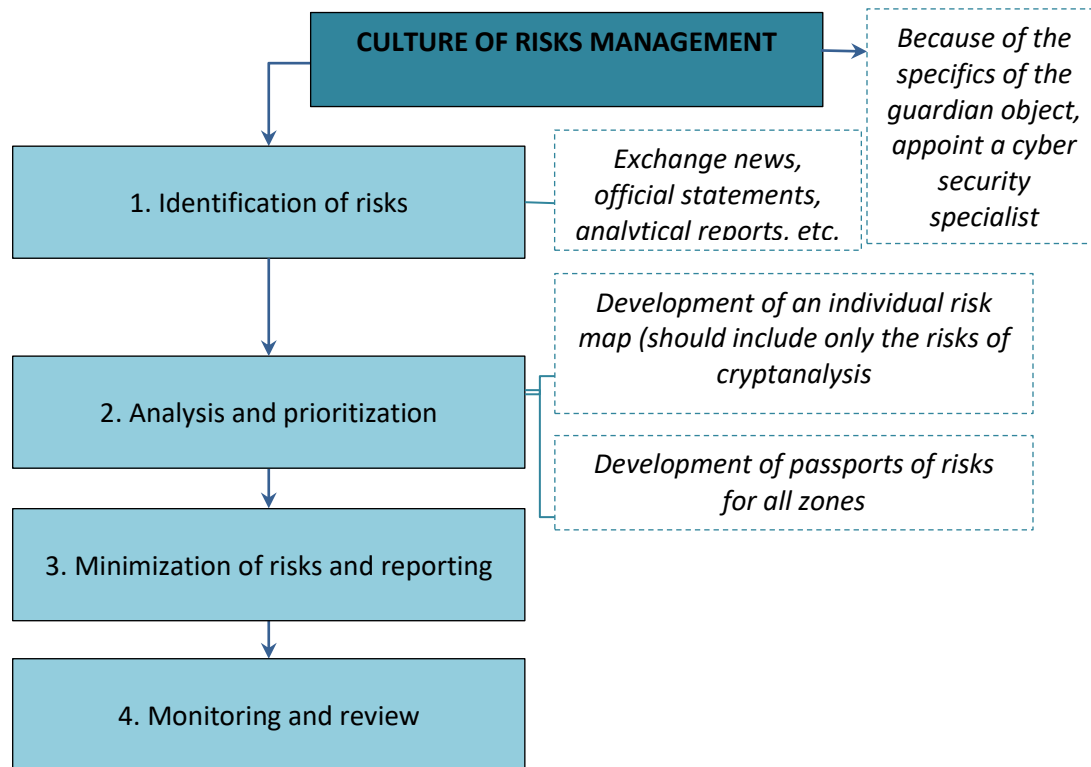 CULTURE OF RISKS MANAGEMENT
Because of the
specifics of the
guardian object,
appoint a cyber
security
specialist
1. Identification of risks
Exchange news,
official statements,
analytical reports, etc.
Development of an individual risk
map (should include only the risks of
cryptanalysis
2. Analysis and prioritization
Development of passports of risks
for all zones
3. Minimization of risks and reporting
4. Monitoring and review